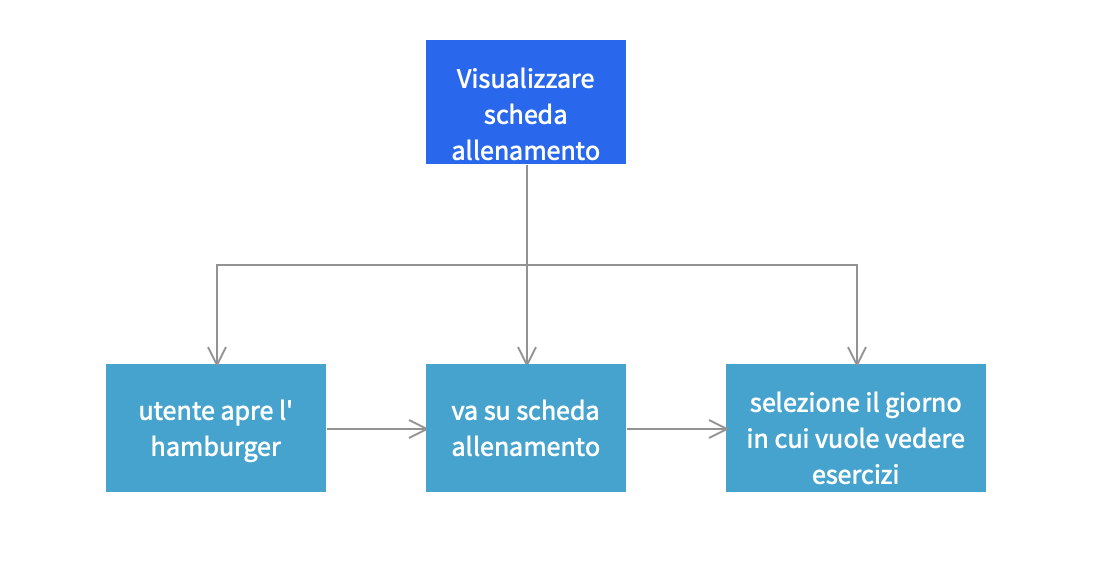 Visualizzare
scheda
allenamento
utente apre l'
hamburger
va su scheda
allenamento
selezione il giorno
in cui vuole vedere
esercizi